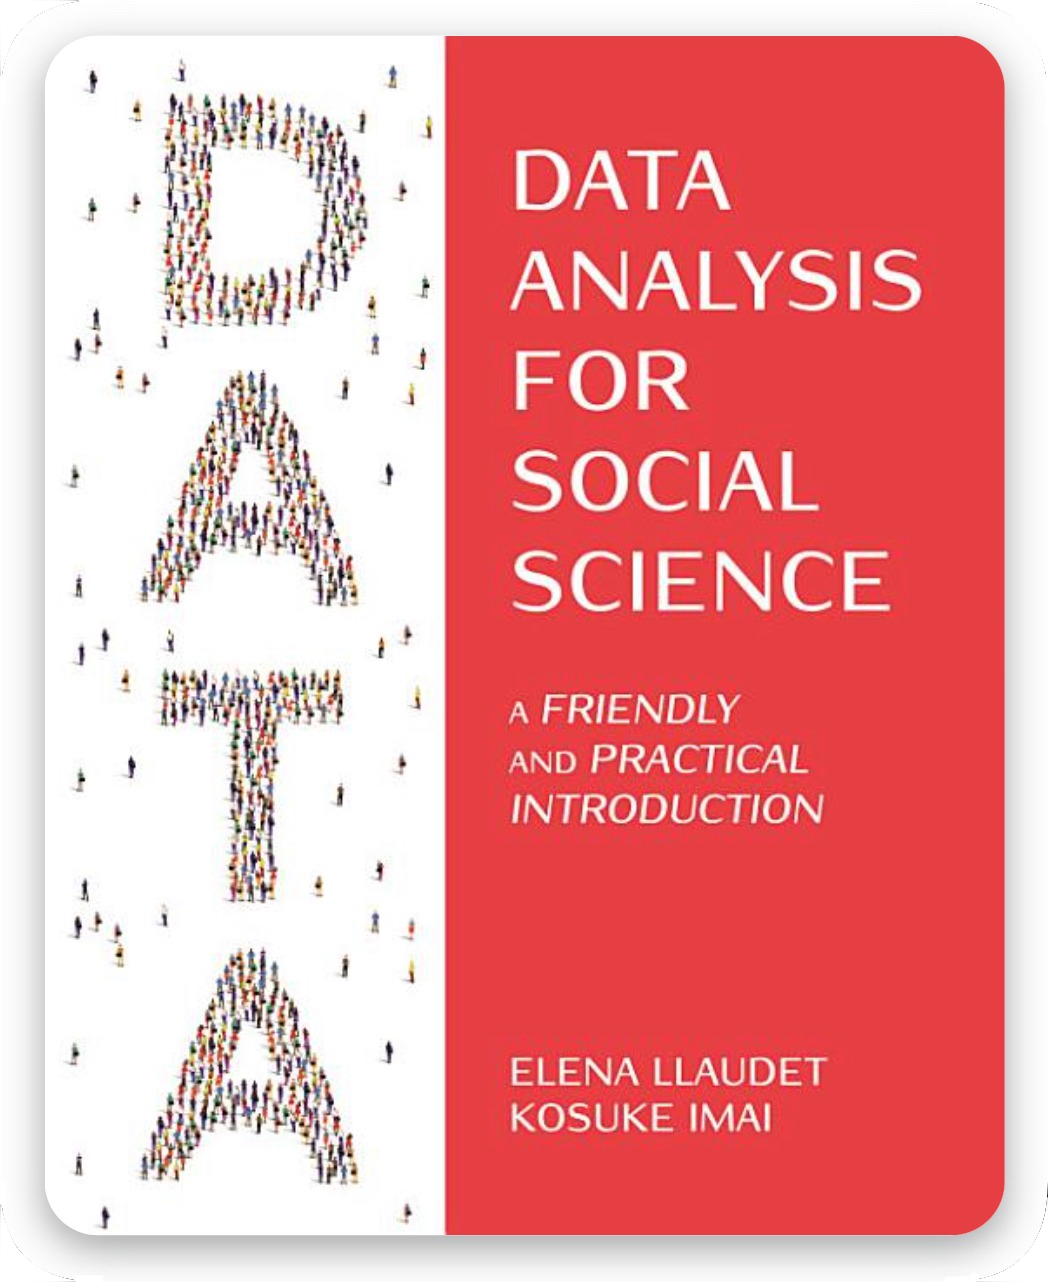 DATA
DATA
ANALYSIS
FOR
SOCIAL
SCIENCE
A FRIENDLY
AND PRACTICAL
INTRODUCTION
ELENA LLAUDET
KOSUKE IMAI